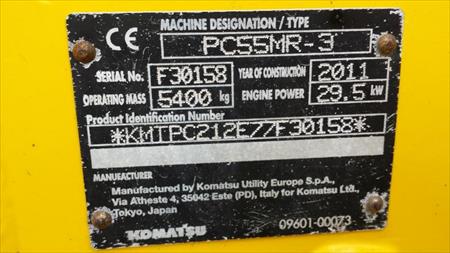 MACHINE DESIGNATION / TYPE
CE PC55MR-3
SERIAL No. F30158 YEAR OF CONSTRUCTION 2011
OPERATING MASS 5400 kg ENGINE POWER 29.5 kW
Product Identification Number
*KMTPC212E77F30158*
MANUFACTURER
Manufactured by Komatsu Utility Europe S.p.A.,
Via Atheste 4, 35042 Este (PD), Italy for Komatsu Ltd.,
Tokyo, Japan
KOMATSU 09601-00073